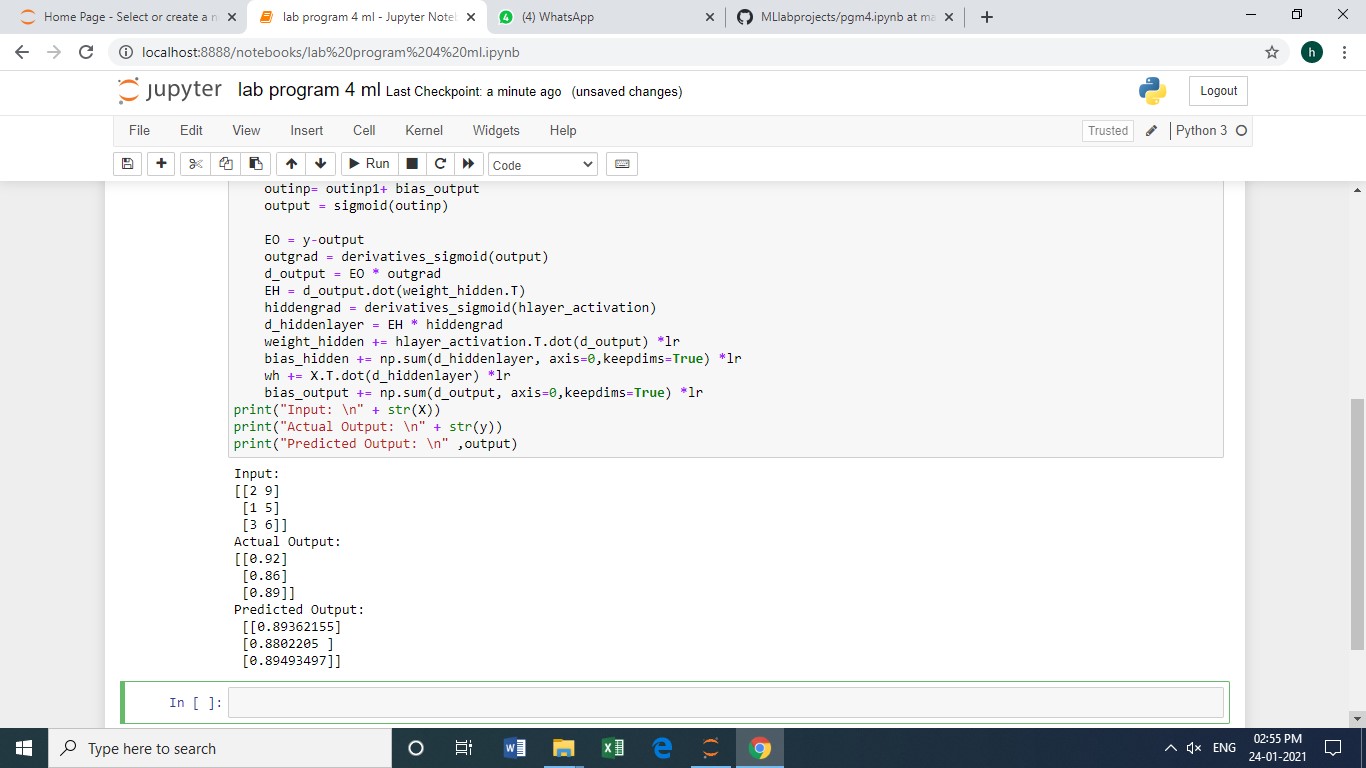 Home Page - Select or create a n
lab program 4 ml - Jupyter Note
(4) WhatsApp
MLlabprojects/pgm4.ipynb at ma
localhost:8888/notebooks/lab%20program%204%20ml.ipynb
h
jupyter lab program 4 ml Last Checkpoint: a minute ago (unsaved changes)
Logout
File Edit View Insert Cell Kernel Widgets Help
Trusted Python 3
Run Code
outinp= outinp1+ bias_output
output = sigmoid(outinp)
EO = y-output
outgrad = derivatives_sigmoid(output)
d_output = EO * outgrad
EH = d_output.dot(weight_hidden.T)
hiddengrad = derivatives_sigmoid(hlayer_activation)
d_hiddenlayer = EH * hiddengrad
weight_hidden += hlayer_activation.T.dot(d_output) *lr
bias_hidden += np.sum(d_hiddenlayer, axis=0,keepdims=True) *lr
wh += X.T.dot(d_hiddenlayer) *lr
bias_output += np.sum(d_output, axis=0,keepdims=True) *lr
print("Input: \n" + str(X))
print("Actual Output: \n" + str(y))
print("Predicted Output: \n" ,output)
Input:
[[2 9]
[1 5]
[3 6]]
Actual Output:
[[0.92]
[0.86]
[0.89]]
Predicted Output:
[[0.89362155]
[0.8802205 ]
[0.89493497]]
In [ ]:
Type here to search
ENG
02:55 PM
24-01-2021